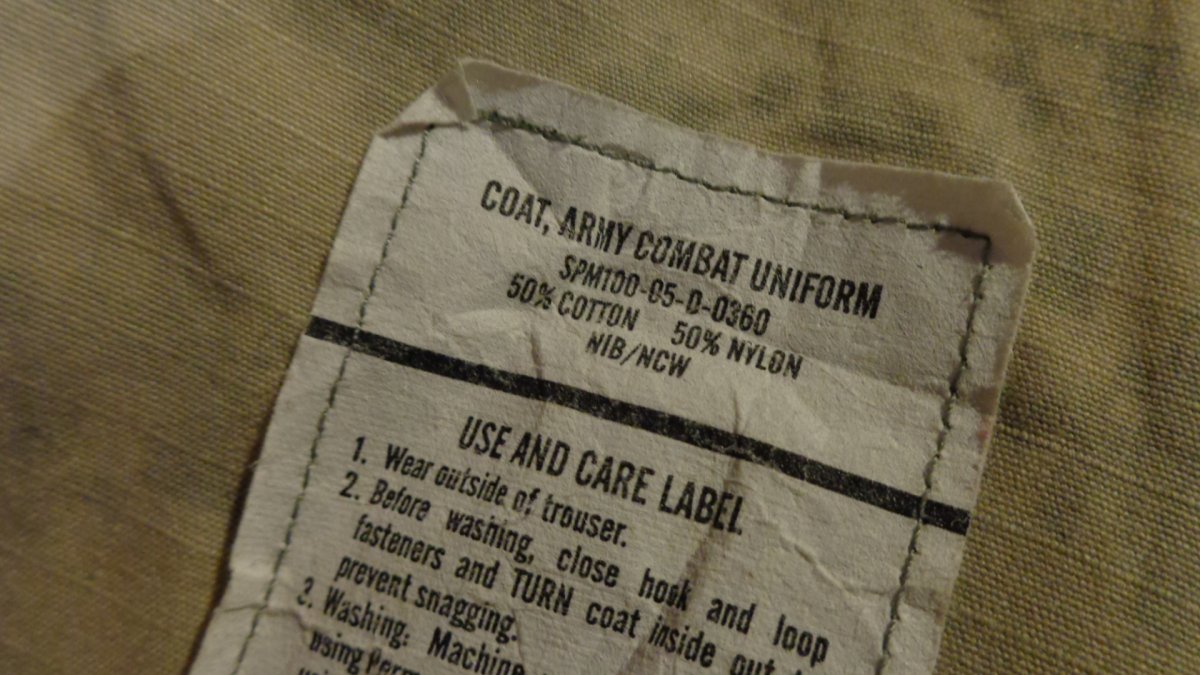 COAT, ARMY COMBAT UNIFORM
SPM100-05-D-0360
50% COTTON 50% NYLON
NIB/NCW
USE AND CARE LABEL
1. Wear outside of trouser.
2. Before washing, close hook and loop
fasteners and TURN coat inside out
prevent snagging.
3. Washing: Machine
using